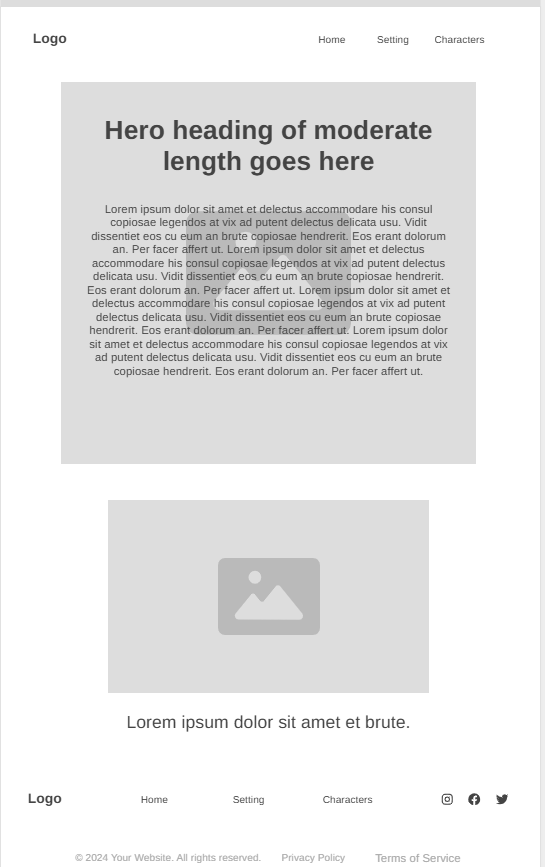 Logo Home Setting Characters
Hero heading of moderate
length goes here
Lorem ipsum dolor sit amet et delectus accommodare his consul
copiosae legendos at vix ad putent delectus delicata usu. Vidit
dissentiet eos cu eum an brute copiosae hendrerit. Eos erant dolorum
an. Per facer affert ut. Lorem ipsum dolor sit amet et delectus
accommodare his consul copiosae legendos at vix ad putent delectus
delicata usu. Vidit dissentiet eos cu eum an brute copiosae hendrerit.
Eos erant dolorum an. Per facer affert ut. Lorem ipsum dolor sit amet et
delectus accommodare his consul copiosae legendos at vix ad putent
delectus delicata usu. Vidit dissentiet eos cu eum an brute copiosae
hendrerit. Eos erant dolorum an. Per facer affert ut. Lorem ipsum dolor
sit amet et delectus accommodare his consul copiosae legendos at vix
ad putent delectus delicata usu. Vidit dissentiet eos cu eum an brute
copiosae hendrerit. Eos erant dolorum an. Per facer affert ut.
Lorem ipsum dolor sit amet et brute.
Logo Home Setting Characters
© 2024 Your Website. All rights reserved. Privacy Policy Terms of Service